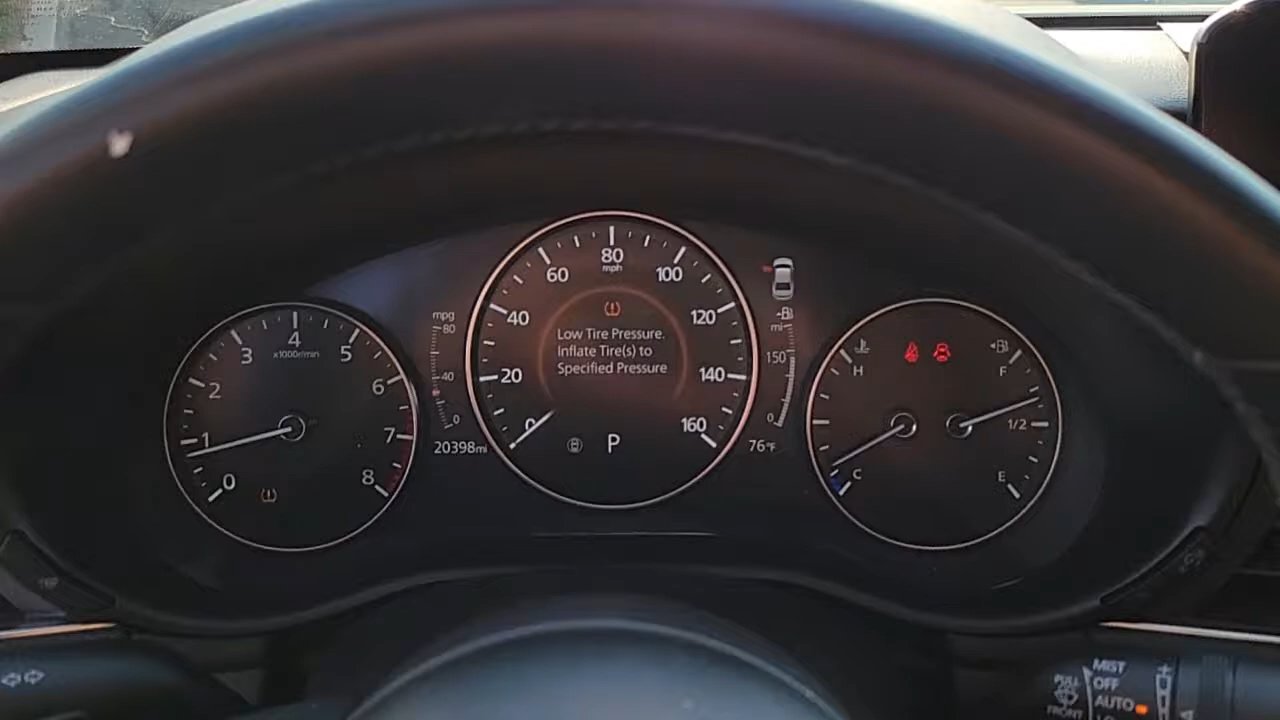 4
3
5
x1000r/min
2
6
1
7
0
8
mpg
80
40
0
20398mi
80
mph
60
100
40
120
Low Tire Pressure.
Inflate Tire(s) to
Specified Pressure
20
140
0
160
P
mi
150
0
76°F
H
C
F
1/2
E
MIST
OFF
AUTO
PULL
FRONT